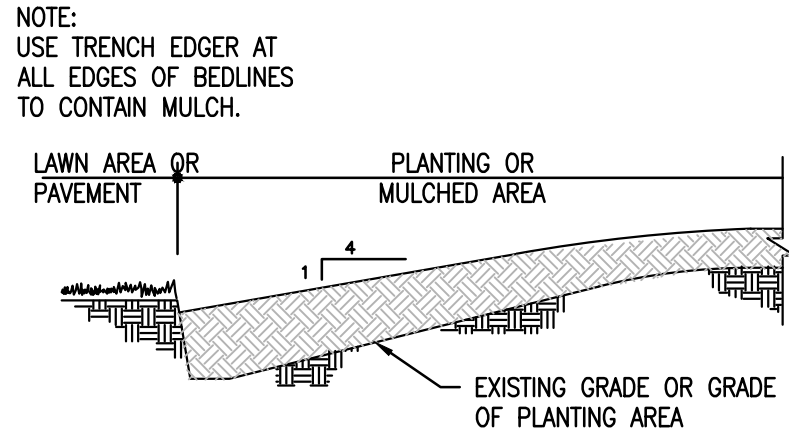 NOTE:
USE TRENCH EDGER AT
ALL EDGES OF BEDLINES
TO CONTAIN MULCH.
LAWN AREA OR
PAVEMENT
PLANTING OR
MULCHED AREA
4
1
EXISTING GRADE OR GRADE
OF PLANTING AREA